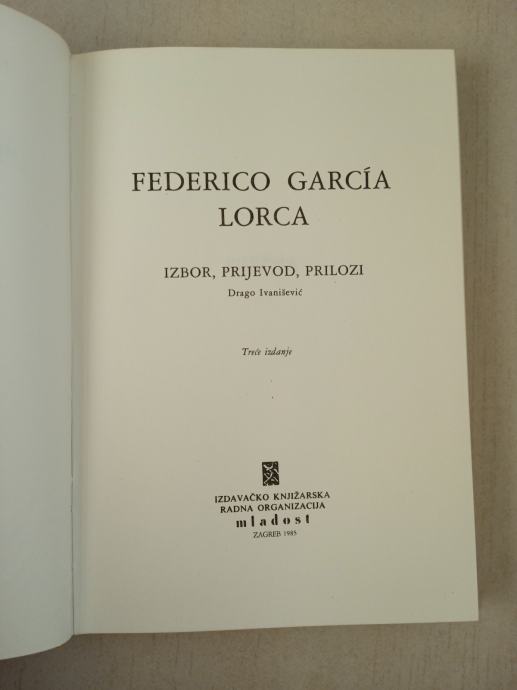 FEDERICO GARCÍA
LORCA
IZBOR, PRIJEVOD, PRILOZI
Drago Ivanišević
Treće izdanje
IZDAVAČKO KNJIŽARSKA
RADNA ORGANIZACIJA
mladost
ZAGREB 1985